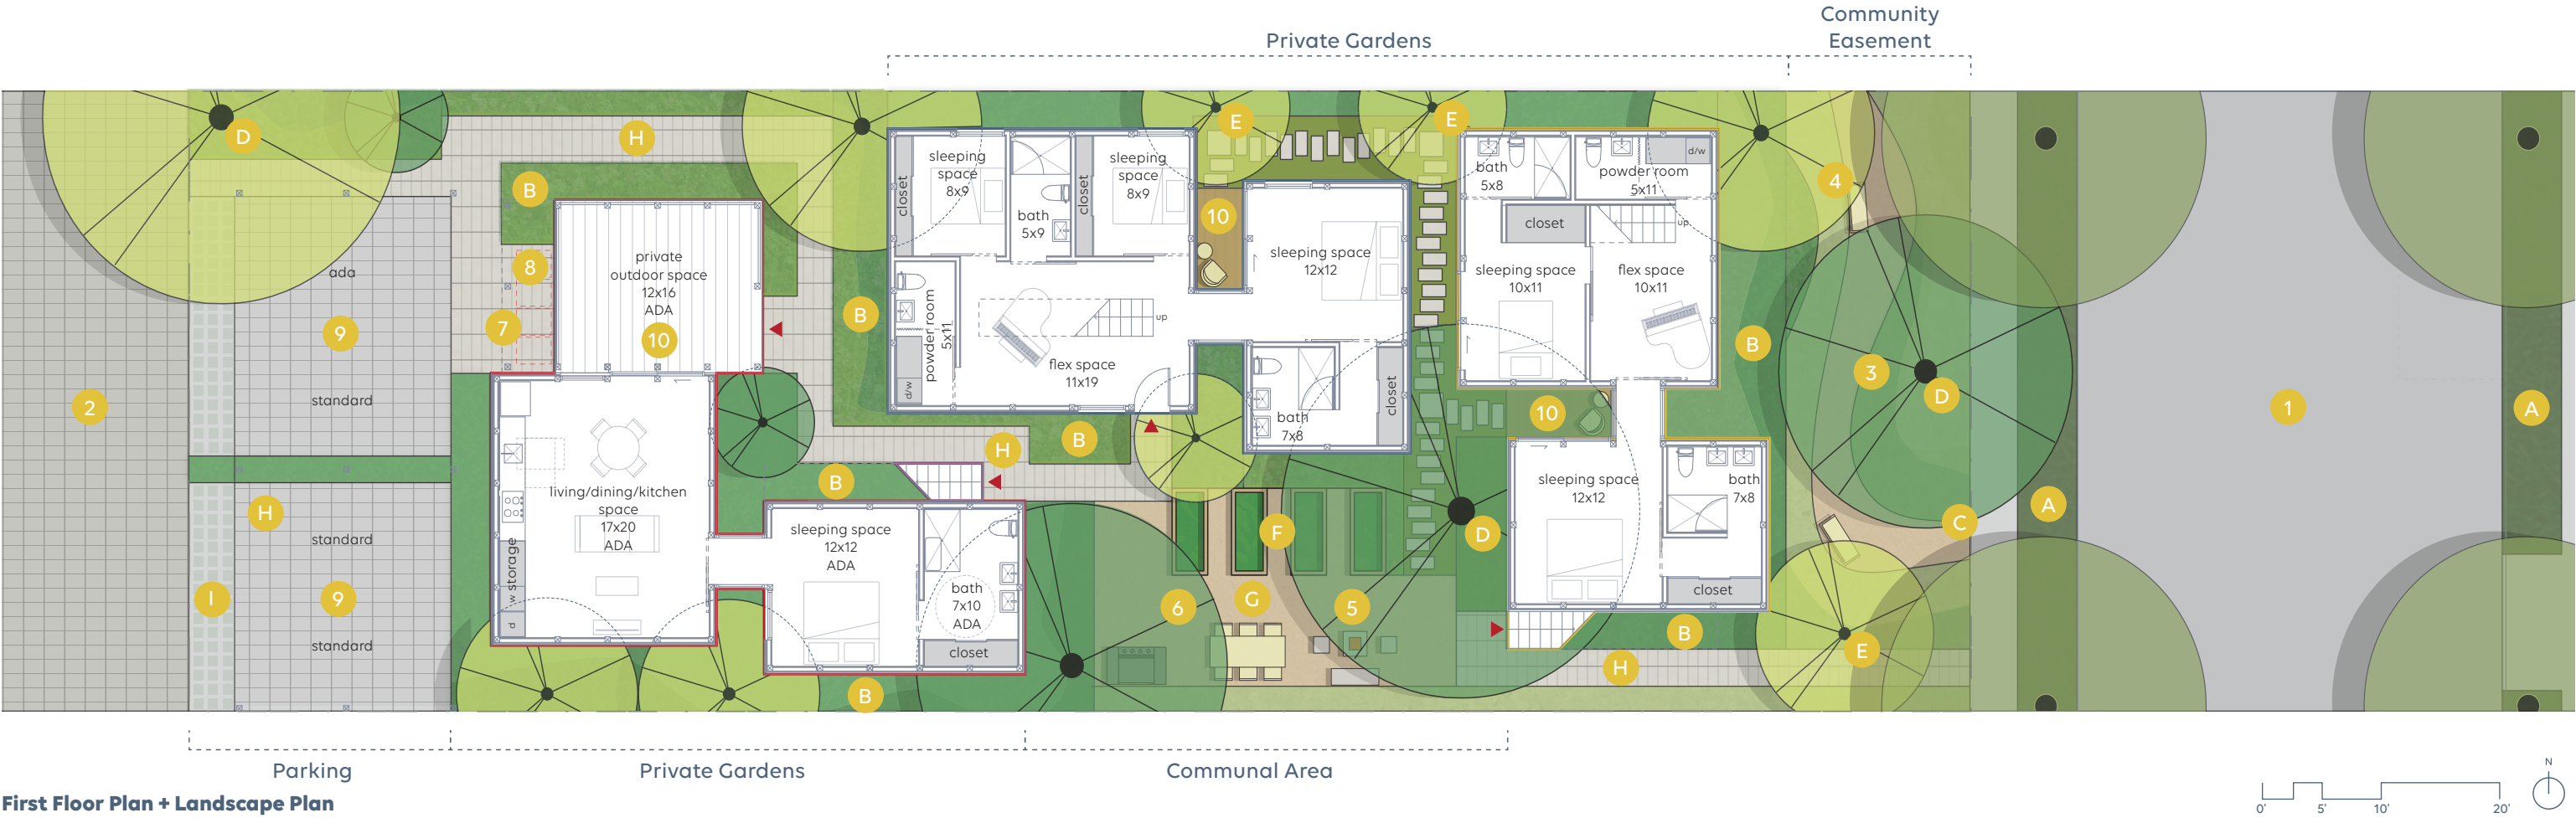 Community
Private Gardens
Easement
D
H
E
E
B
sleeping
space
8x9
closet
bath
5x9
closet
sleeping
space
8x9
bath
5x8
powder room
5x11
d/w
4
private
outdoor space
12x16
ADA
10
8
7
ada
9
standard
10
sleeping space
12x12
closet
up
sleeping space
10x11
flex space
10x11
B
powder room
5x11
d/w
up
flex space
11x19
B
3
D
2
1
A
bath
7x8
closet
10
B
H
B
H
I
standard
9
standard
living/dining/kitchen
space
17x20
ADA
storage
w
d
sleeping space
12x12
ADA
bath
7x10
ADA
closet
B
F
D
6
G
5
sleeping space
12x12
bath
7x8
closet
C
A
B
H
E
Parking
Private Gardens
Communal Area
First Floor Plan + Landscape Plan
N
0'
5'
10'
20'